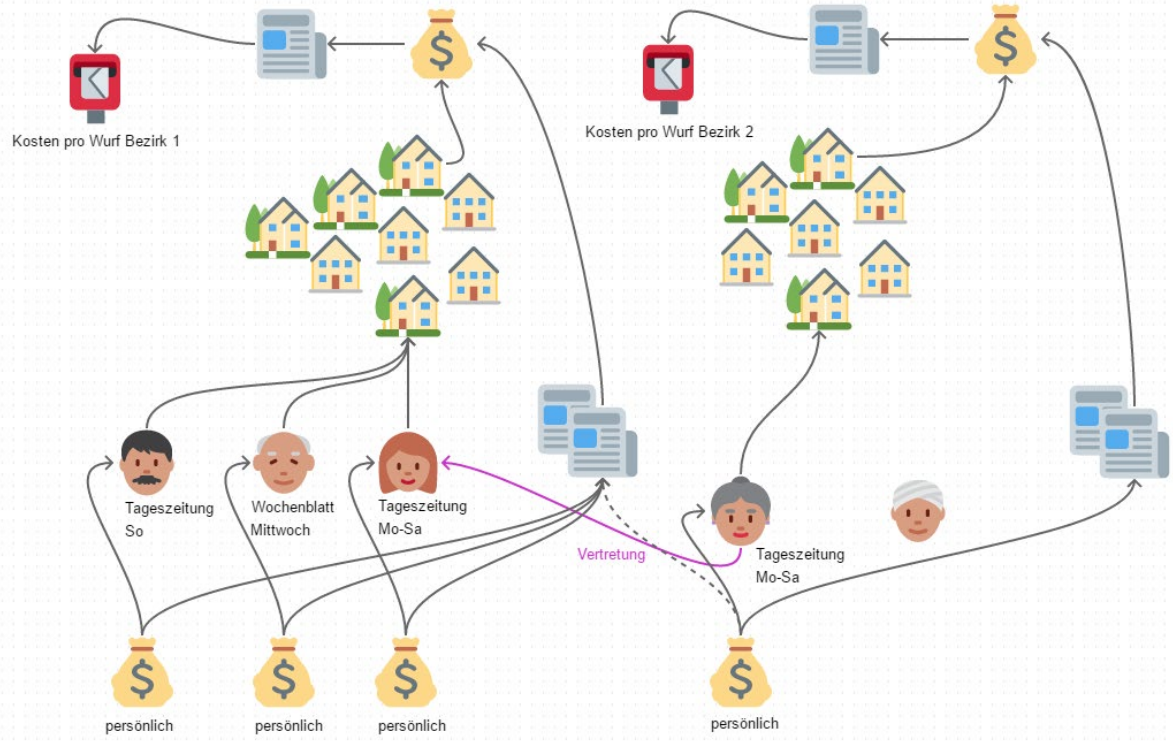 Kosten pro Wurf Bezirk 1
Kosten pro Wurf Bezirk 2
Tageszeitung
So
Wochenblatt
Mittwoch
Tageszeitung
Mo-Sa
Vertretung
Tageszeitung
Mo-Sa
$
$
$
$
$
$
persönlich
persönlich
persönlich
persönlich